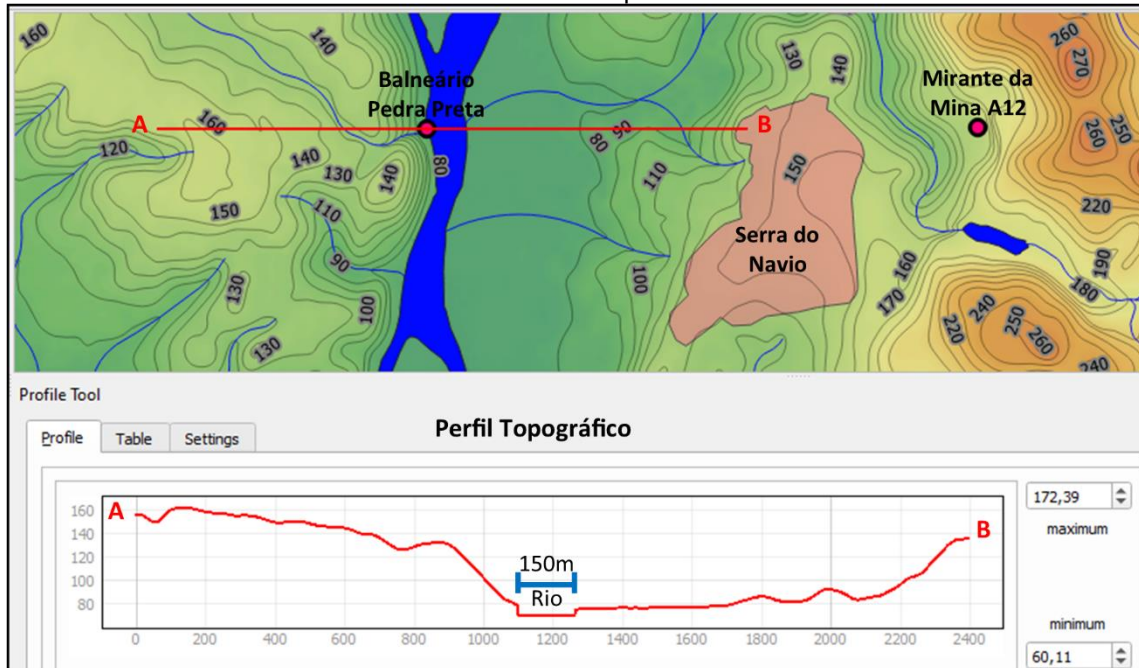 160
140
130
140
260
270
Balneário
Pedra Preta
Mirante da
Mina A12
A
160
80
90
B
260
250
120
140
130
140
80
110
150
220
150
110
Serra do
Navio
90
130
100
100
160
190
170
180
130
220
240
250
260
240
Profile Tool
Profile
Table
Settings
Perfil Topográfico
A
B
160
140
120
100
80
150m
Rio
0
200
400
600
800
1000
1200
1400
1600
1800
2000
2200
2400
172,39
maximum
minimum
60,11